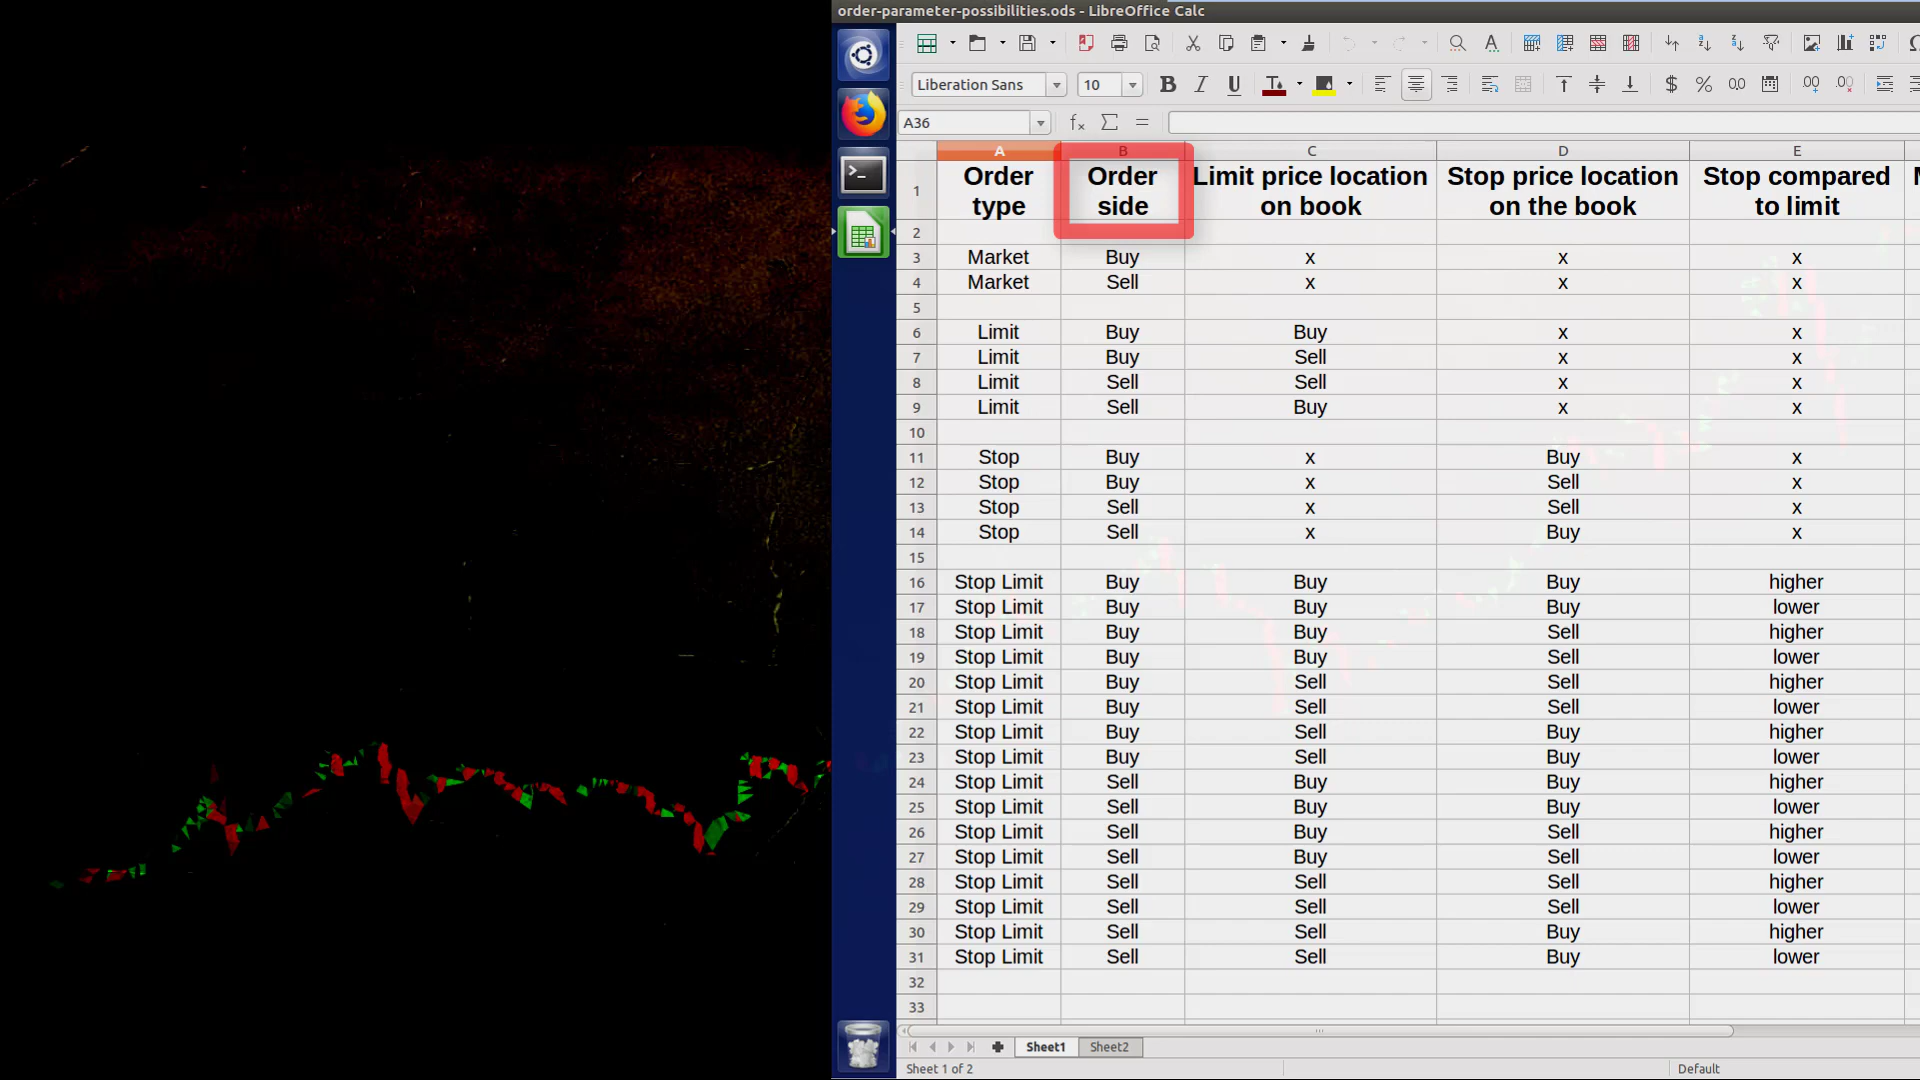 order-parameter-possibilities.ods - LibreOffice Calc
Liberation Sans 10
A36
A B C D E
1 Order type Order side Limit price location on book Stop price location on the book Stop compared to limit
2
3 Market Buy x x x
4 Market Sell x x x
5
6 Limit Buy Buy x x
7 Limit Buy Sell x x
8 Limit Sell Sell x x
9 Limit Sell Buy x x
10
11 Stop Buy x Buy x
12 Stop Buy x Sell x
13 Stop Sell x Sell x
14 Stop Sell x Buy x
15
16 Stop Limit Buy Buy Buy higher
17 Stop Limit Buy Buy Buy lower
18 Stop Limit Buy Buy Sell higher
19 Stop Limit Buy Buy Sell lower
20 Stop Limit Buy Sell Sell higher
21 Stop Limit Buy Sell Sell lower
22 Stop Limit Buy Sell Buy higher
23 Stop Limit Buy Sell Buy lower
24 Stop Limit Sell Buy Buy higher
25 Stop Limit Sell Buy Buy lower
26 Stop Limit Sell Buy Sell higher
27 Stop Limit Sell Buy Sell lower
28 Stop Limit Sell Sell Sell higher
29 Stop Limit Sell Sell Sell lower
30 Stop Limit Sell Sell Buy higher
31 Stop Limit Sell Sell Buy lower
32
33
Sheet1 Sheet2
Sheet 1 of 2 Default